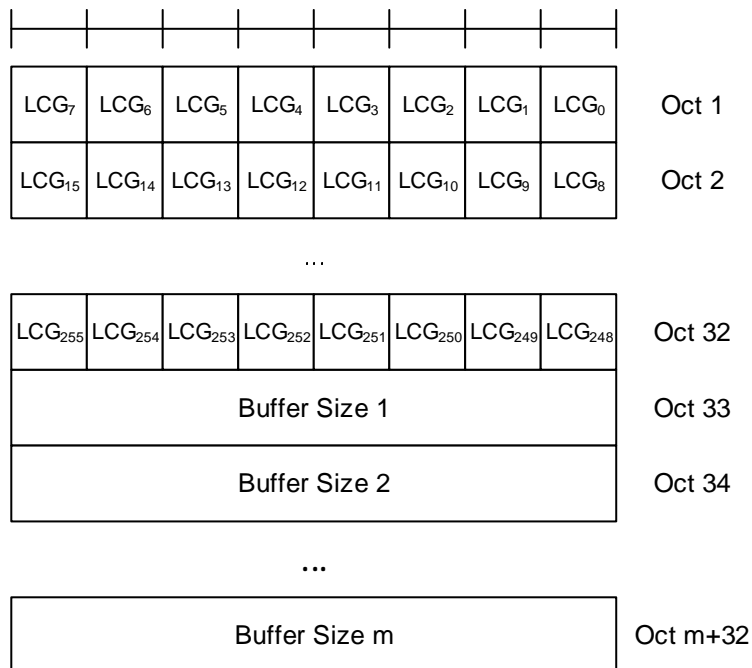 LCG₇ LCG₆ LCG₅ LCG₄ LCG₃ LCG₂ LCG₁ LCG₀ Oct 1
LCG₁₅ LCG₁₄ LCG₁₃ LCG₁₂ LCG₁₁ LCG₁₀ LCG₉ LCG₈ Oct 2
...
LCG₂₅₅ LCG₂₅₄ LCG₂₅₃ LCG₂₅₂ LCG₂₅₁ LCG₂₅₀ LCG₂₄₉ LCG₂₄₈ Oct 32
Buffer Size 1 Oct 33
Buffer Size 2 Oct 34
...
Buffer Size m Oct m+32